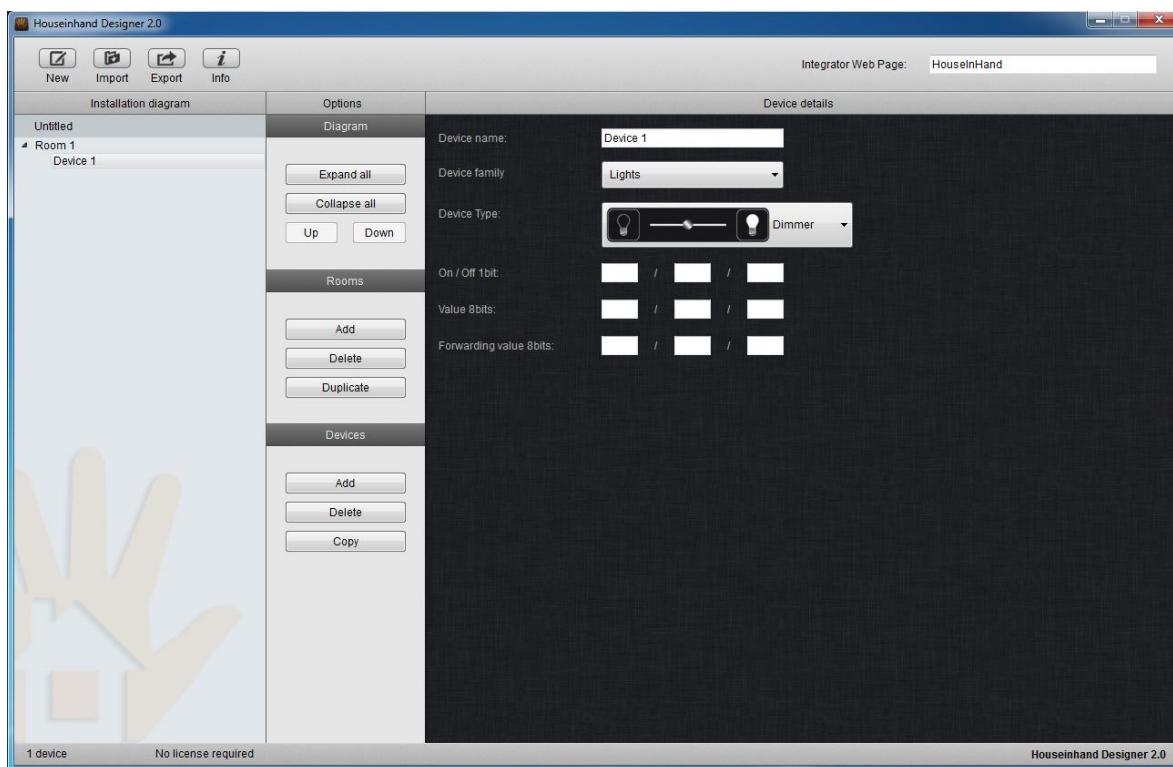 Houseinhand Designer 2.0
New Import Export Info
Integrator Web Page: HouseInHand
Installation diagram Options Device details
Untitled
Room 1
Device 1
Diagram
Expand all
Collapse all
Up Down
Rooms
Add
Delete
Duplicate
Devices
Add
Delete
Copy
Device name: Device 1
Device family Lights
Device Type: Dimmer
On / Off 1bit: / /
Value 8bits: / /
Forwarding value 8bits: / /
1 device No license required Houseinhand Designer 2.0